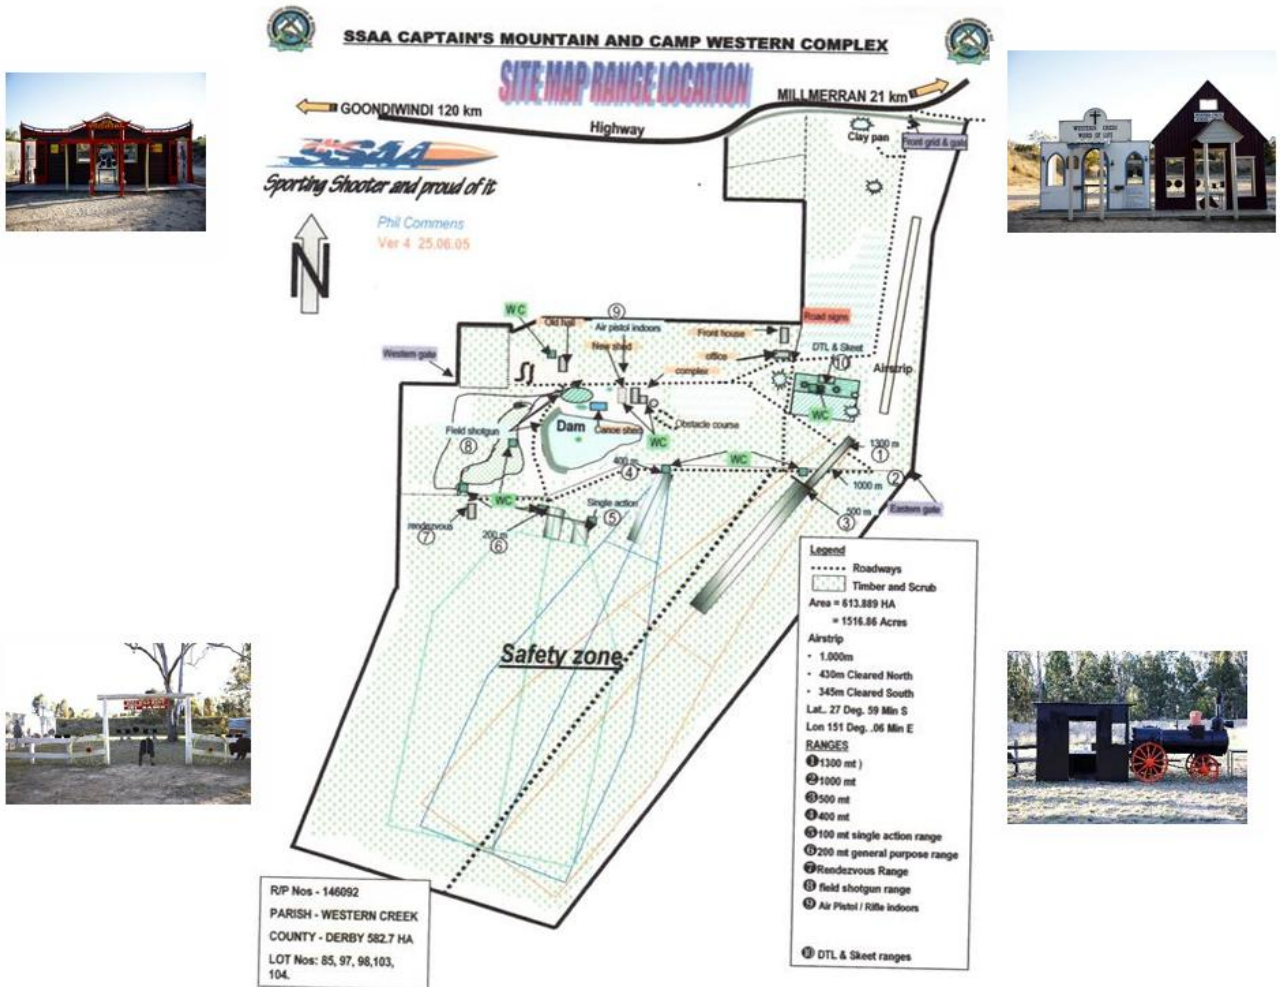 SSAA CAPTAIN'S MOUNTAIN AND CAMP WESTERN COMPLEX
SITE MAP RANGE LOCATION
GOONDIWINDI 120 km
MILLMERRAN 21 km
Highway
Clay pan
Front grid & gate
SSAA
Sporting Shooter and proud of it
Phil Commens
Ver 4 25.06.05
N
WESTERN CREEK
WORD OF LIFE
WC
Old hall
9
Air pistol indoors
Front house
Road signs
New shed
office
DTL & Skeet
10
Western gate
complex
Airstrip
WC
Field shotgun
8
Dam
Canoe shed
Obstacle course
WC
1300 m
1
400 m
4
WC
2
1000 m
WC
Single action
5
500 m
3
Eastern gate
rendezvous
7
200 m
6
Safety zone
Legend
Roadways
Timber and Scrub
Area = 613.889 HA
= 1516.86 Acres
Airstrip
· 1.000m
· 430m Cleared North
· 345m Cleared South
Lat.. 27 Deg. 59 Min S
Lon 151 Deg. .06 Min E
RANGES
1 1300 mt )
2 1000 mt
3 500 mt
4 400 mt
5 100 mt single action range
6 200 mt general purpose range
7 Rendezvous Range
8 field shotgun range
9 Air Pistol / Rifle indoors
10 DTL & Skeet ranges
R/P Nos - 146092
PARISH - WESTERN CREEK
COUNTY - DERBY 582.7 HA
LOT Nos: 85, 97, 98,103,
104.